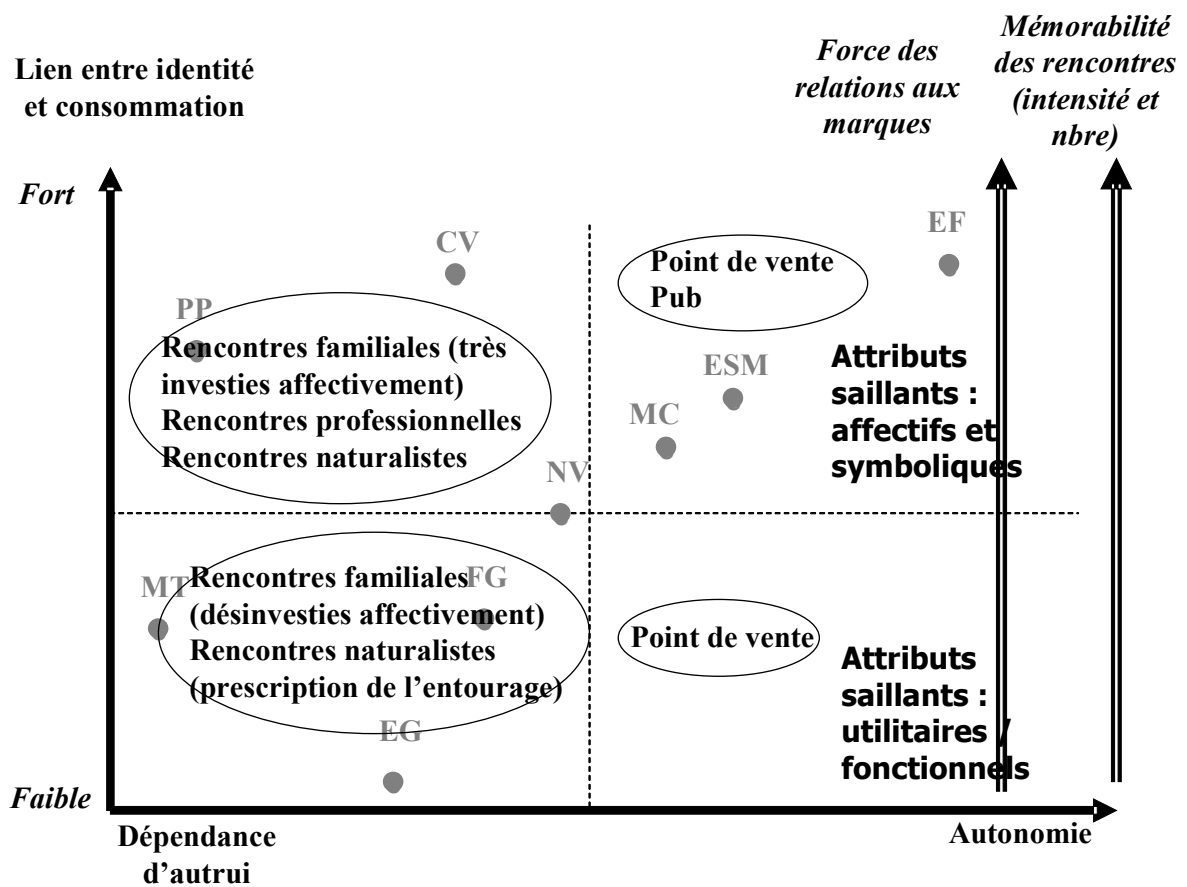 Lien entre identité
et consommation
Force des
relations aux
marques
Mémorabilité
des rencontres
(intensité et
nbre)
Fort
CV
EF
Point de vente
Pub
PP
Rencontres familiales (très
investies affectivement)
Rencontres professionnelles
Rencontres naturalistes
ESM
MC
NV
Attributs
saillants :
affectifs et
symboliques
MT
FG
Rencontres familiales
(désinvesties affectivement)
Rencontres naturalistes
(prescription de l’entourage)
EG
Point de vente
Attributs
saillants :
utilitaires /
fonctionnels
Faible
Dépendance
d’autrui
Autonomie